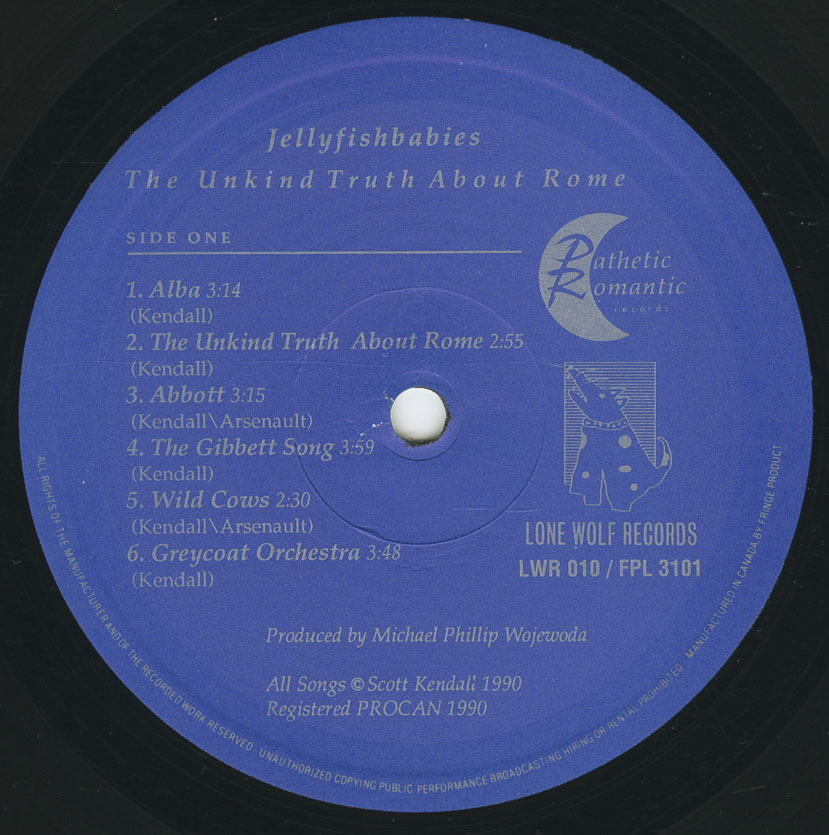 Jellyfishbabies
The Unkind Truth About Rome
SIDE ONE
1. Alba 3:14
(Kendall)
2. The Unkind Truth About Rome 2:55
(Kendall)
3. Abbott 3:15
(Kendall\Arsenault)
4. The Gibbett Song 3:59
(Kendall)
5. Wild Cows 2:30
(Kendall\Arsenault)
6. Greycoat Orchestra 3:48
(Kendall)
Pathetic
Romantic
records
LONE WOLF RECORDS
LWR 010 / FPL 3101
Produced by Michael Phillip Wojewoda
All Songs © Scott Kendall 1990
Registered PROCAN 1990
ALL RIGHTS OF THE MANUFACTURER AND OF THE RECORDED WORK RESERVED · UNAUTHORIZED COPYING PUBLIC PERFORMANCE BROADCASTING HIRING OR RENTAL PROHIBITED · MANUFACTURED IN CANADA BY FRINGE PRODUCT